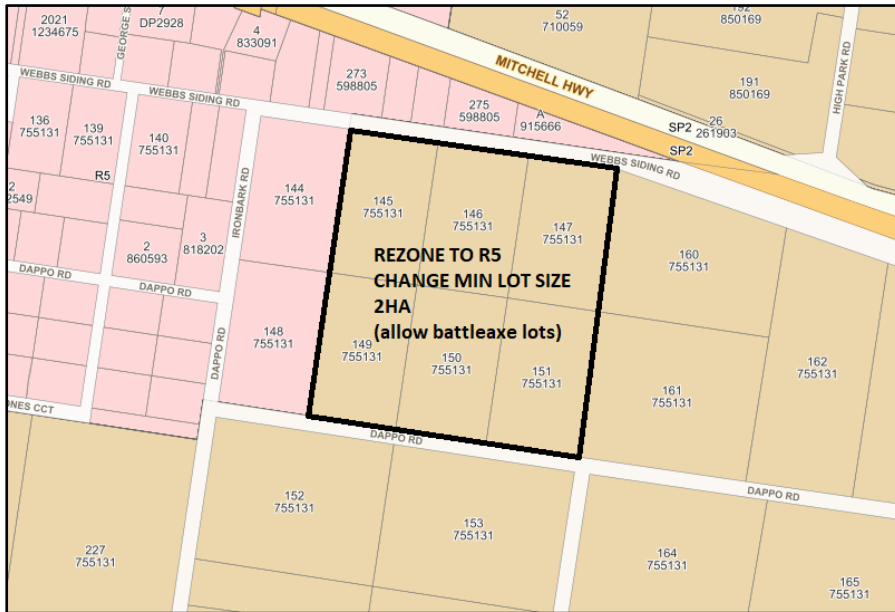 7
DP2928
2021
1234675
GEORGE S
4
833091
52
710059
192
850169
WEBBS SIDING RD
WEBBS SIDING RD
273
598805
MITCHELL HWY
191
850169
HIGH PARK RD
136
755131
139
755131
140
755131
275
598805
A
915666
SP2
26
261903
SP2
WEBBS SIDING RD
R5
IRONBARK RD
144
755131
145
755131
146
755131
147
755131
2
2549
2
860593
3
818202
160
755131
REZONE TO R5
CHANGE MIN LOT SIZE
2HA
(allow battleaxe lots)
DAPPO RD
DAPPO RD
DAPPO RD
148
755131
149
755131
150
755131
151
755131
161
755131
162
755131
ONES CCT
DAPPO RD
DAPPO RD
152
755131
153
755131
227
755131
164
755131
165
755131